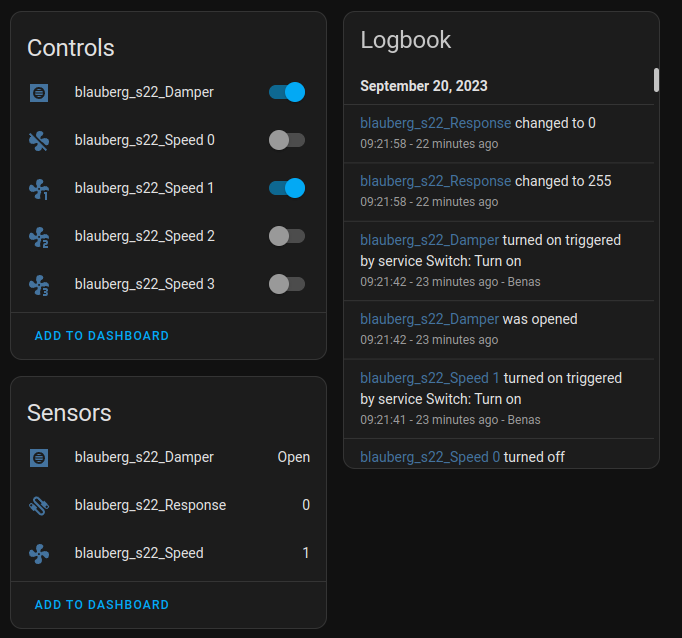 Controls
blauberg_s22_Damper
blauberg_s22_Speed 0
blauberg_s22_Speed 1
blauberg_s22_Speed 2
blauberg_s22_Speed 3
ADD TO DASHBOARD
Sensors
blauberg_s22_Damper Open
blauberg_s22_Response 0
blauberg_s22_Speed 1
ADD TO DASHBOARD
Logbook
September 20, 2023
blauberg_s22_Response changed to 0
09:21:58 - 22 minutes ago
blauberg_s22_Response changed to 255
09:21:58 - 22 minutes ago
blauberg_s22_Damper turned on triggered
by service Switch: Turn on
09:21:42 - 23 minutes ago - Benas
blauberg_s22_Damper was opened
09:21:42 - 23 minutes ago
blauberg_s22_Speed 1 turned on triggered
by service Switch: Turn on
09:21:41 - 23 minutes ago - Benas
blauberg_s22_Speed 0 turned off